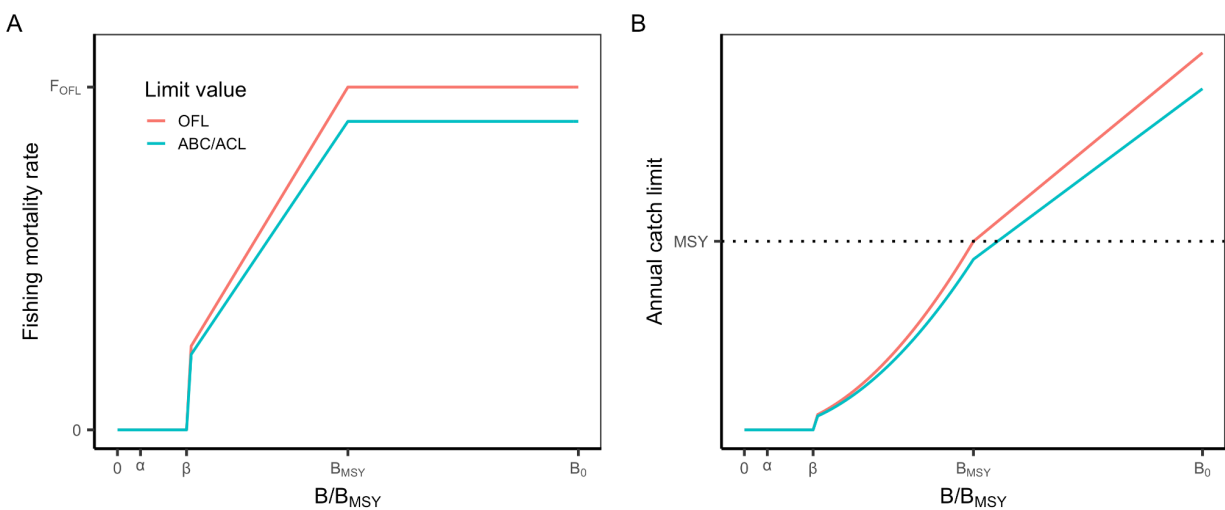 A
Fishing mortality rate
F_OFL
0
Limit value
OFL
ABC/ACL
0 α β B_MSY B_0
B/B_MSY
B
Annual catch limit
MSY
0 α β B_MSY B_0
B/B_MSY